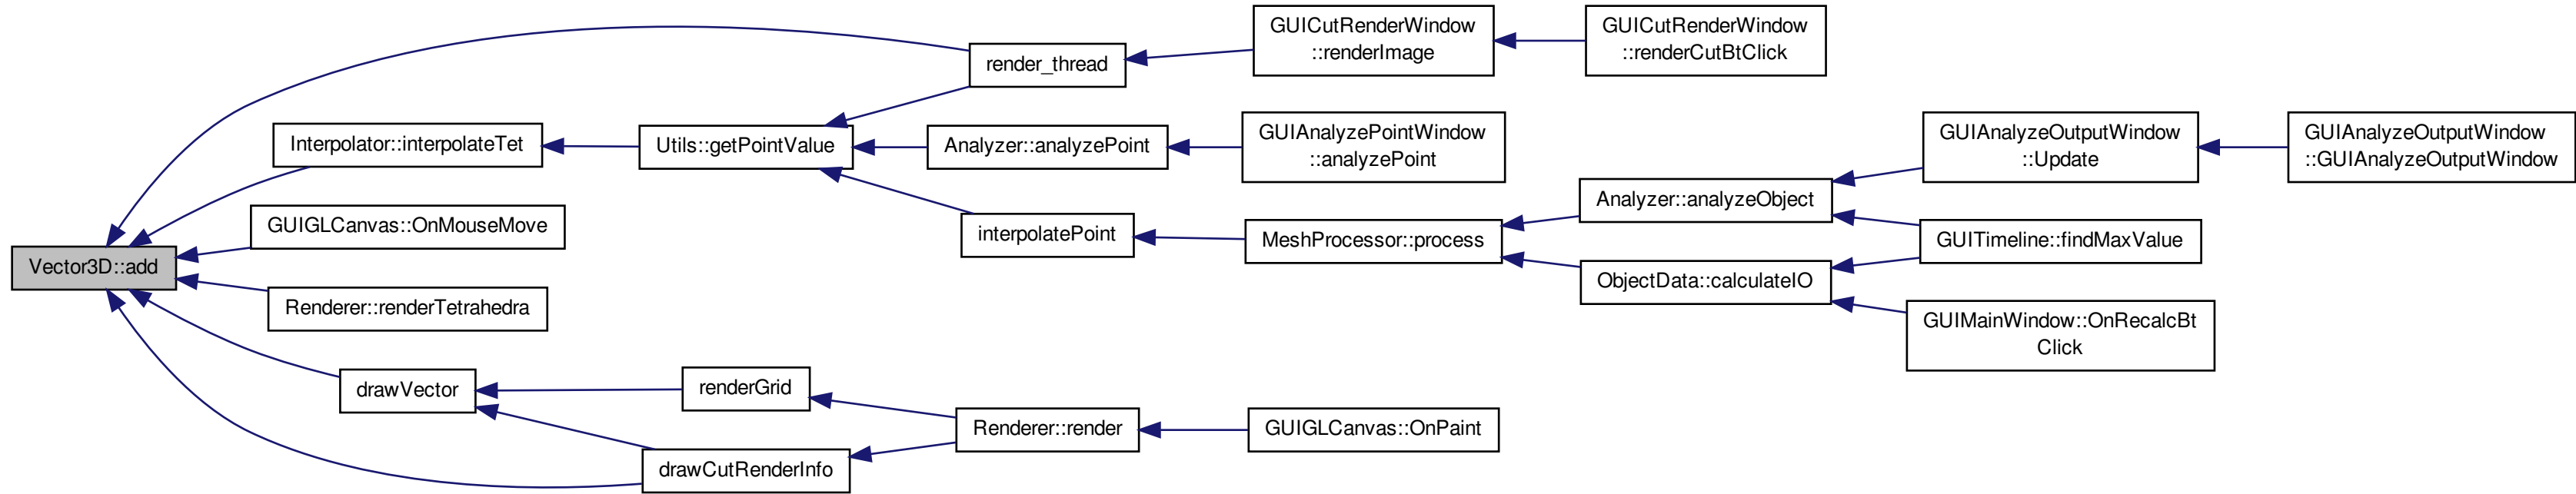 GUICutRenderWindow
::renderImage
GUICutRenderWindow
::renderCutBtClick
render_thread
Interpolator::interpolateTet
Utils::getPointValue
Analyzer::analyzePoint
GUIAnalyzePointWindow
::analyzePoint
GUIAnalyzeOutputWindow
::Update
GUIAnalyzeOutputWindow
::GUIAnalyzeOutputWindow
Analyzer::analyzeObject
GUIGLCanvas::OnMouseMove
interpolatePoint
MeshProcessor::process
GUITimeline::findMaxValue
Vector3D::add
ObjectData::calculateIO
Renderer::renderTetrahedra
GUIMainWindow::OnRecalcBt
Click
drawVector
renderGrid
Renderer::render
GUIGLCanvas::OnPaint
drawCutRenderInfo